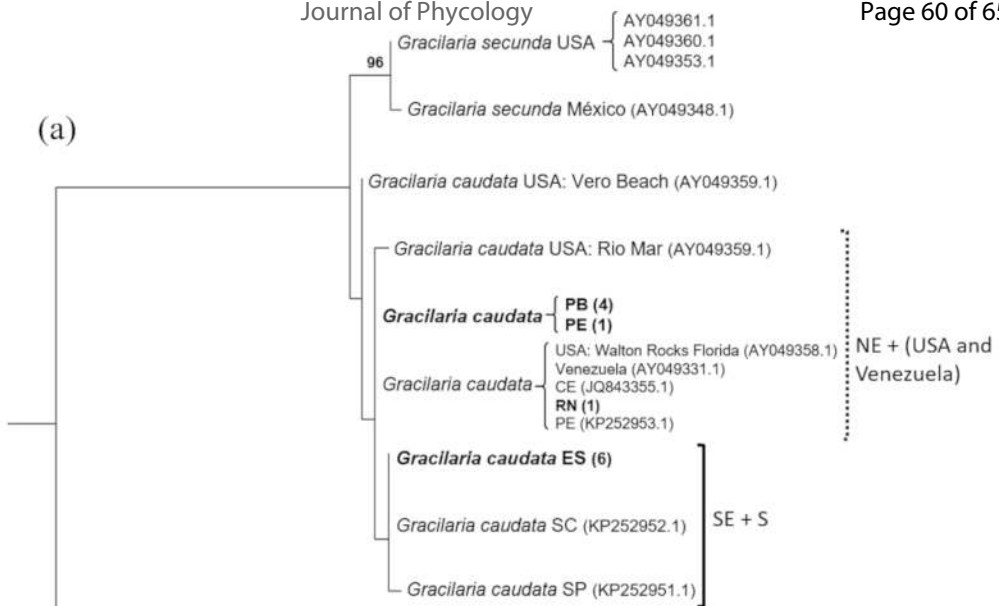 Journal of Phycology
Page 60 of 65
(a)
96
Gracilaria secunda USA
AY049361.1
AY049360.1
AY049353.1
Gracilaria secunda México (AY049348.1)
Gracilaria caudata USA: Vero Beach (AY049359.1)
Gracilaria caudata USA: Rio Mar (AY049359.1)
Gracilaria caudata
PB (4)
PE (1)
Gracilaria caudata
USA: Walton Rocks Florida (AY049358.1)
Venezuela (AY049331.1)
CE (JQ843355.1)
RN (1)
PE (KP252953.1)
NE + (USA and
Venezuela)
Gracilaria caudata ES (6)
Gracilaria caudata SC (KP252952.1)
Gracilaria caudata SP (KP252951.1)
SE + S